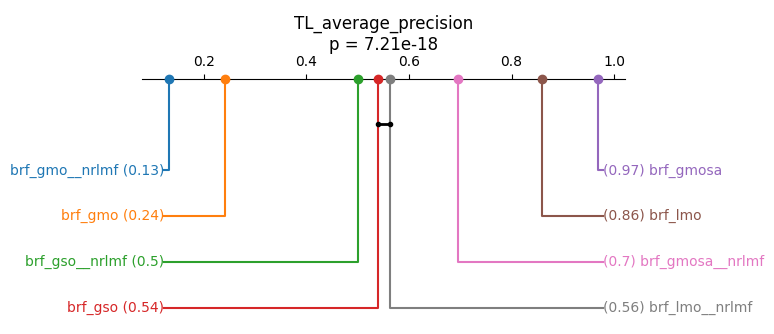 TL_average_precision
p = 7.21e-18
0.2 0.4 0.6 0.8 1.0
brf_gmo__nrlmf (0.13) (0.97) brf_gmosa
brf_gmo (0.24) (0.86) brf_lmo
brf_gso__nrlmf (0.5) (0.7) brf_gmosa__nrlmf
brf_gso (0.54) (0.56) brf_lmo__nrlmf